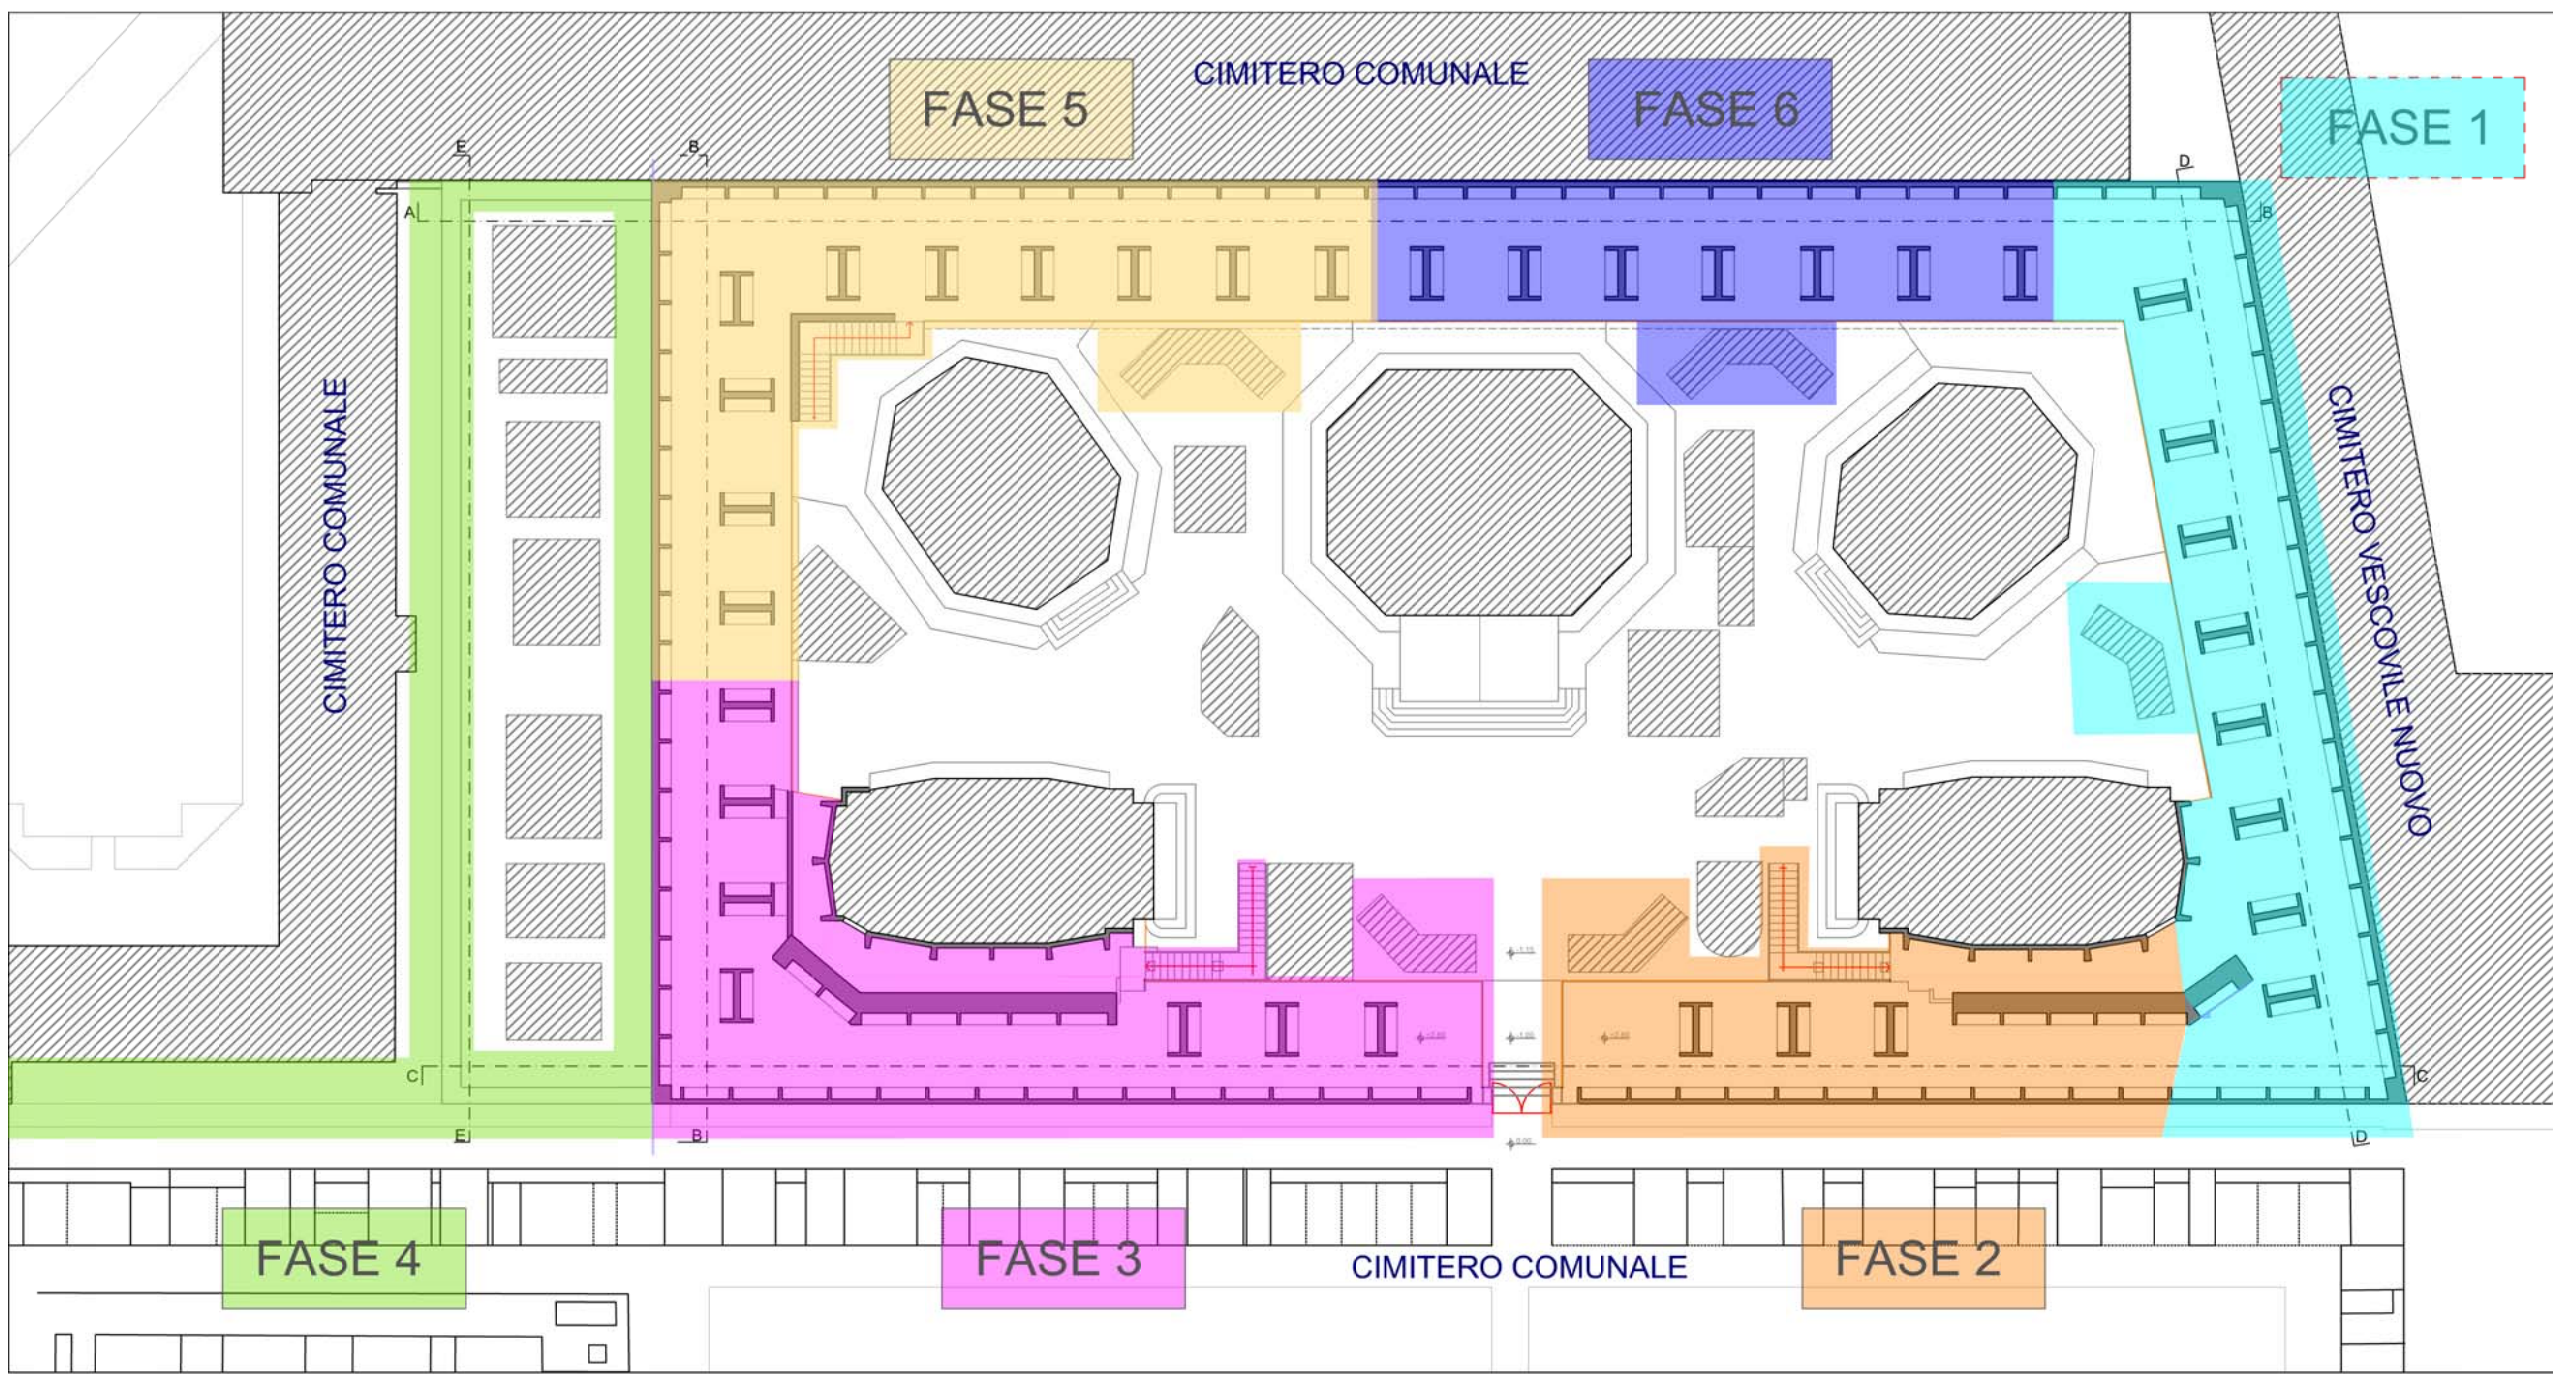 CIMITERO COMUNALE
FASE 5
FASE 6
FASE 1
E
B
D
A
B
CIMITERO COMUNALE
CIMITERO VESCOVILE NUOVO
C
C
E
B
D
FASE 4
FASE 3
CIMITERO COMUNALE
FASE 2